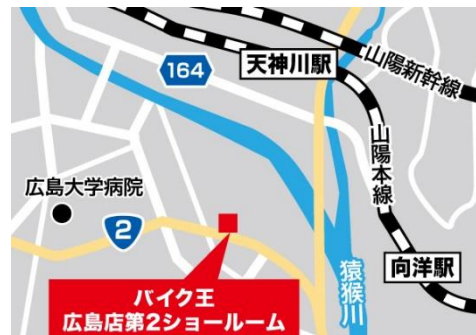 164
天神川駅
山陽新幹線
山陽本線
広島大学病院
2
猿猴川
向洋駅
バイク王
広島店第2ショールーム